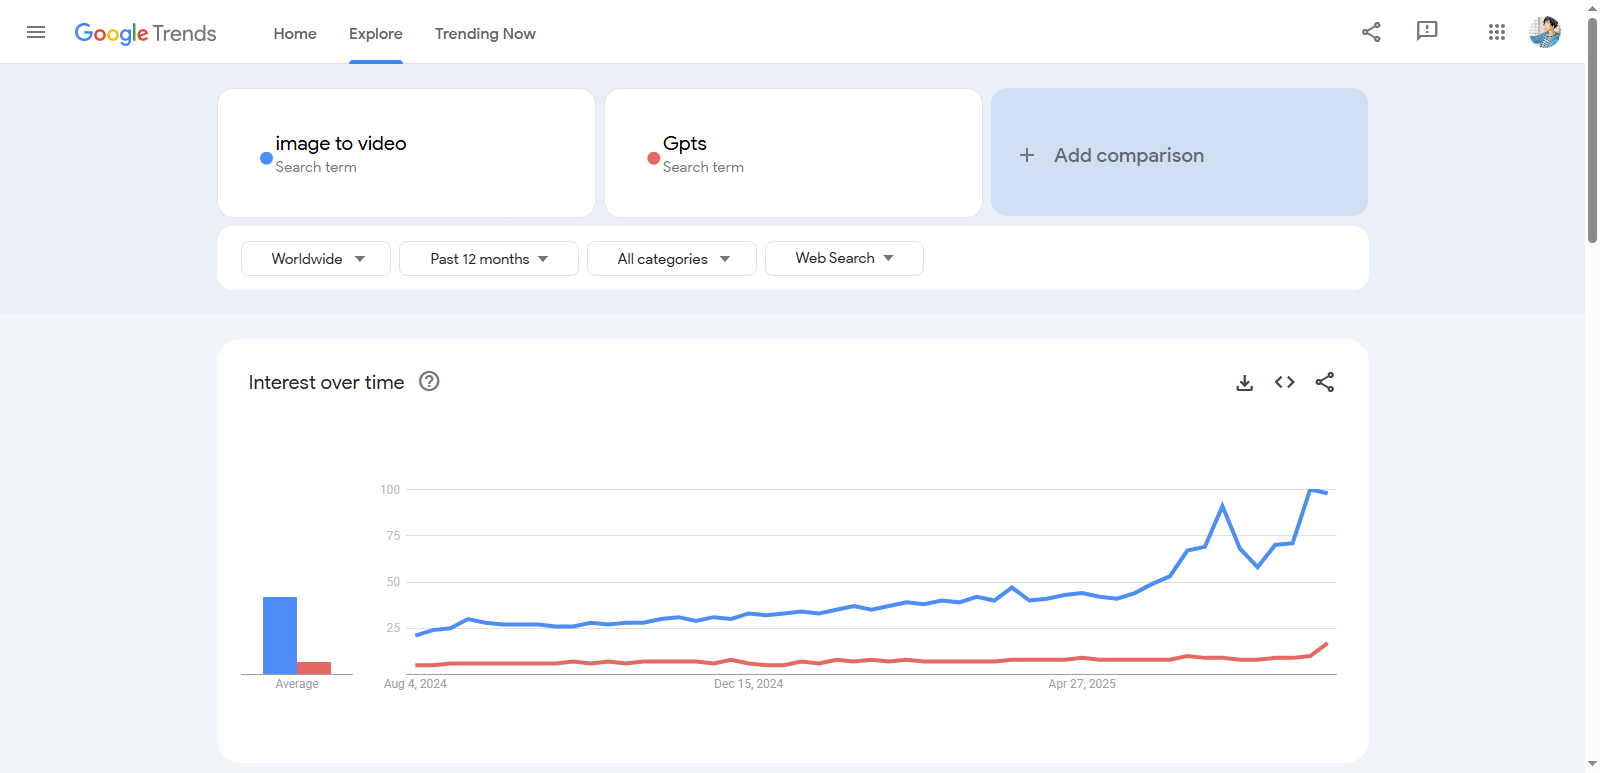 Google Trends
Home Explore Trending Now
image to video
Search term
Gpts
Search term
+ Add comparison
Worldwide
Past 12 months
All categories
Web Search
Interest over time
100
75
50
25
Average
Aug 4, 2024
Dec 15, 2024
Apr 27, 2025